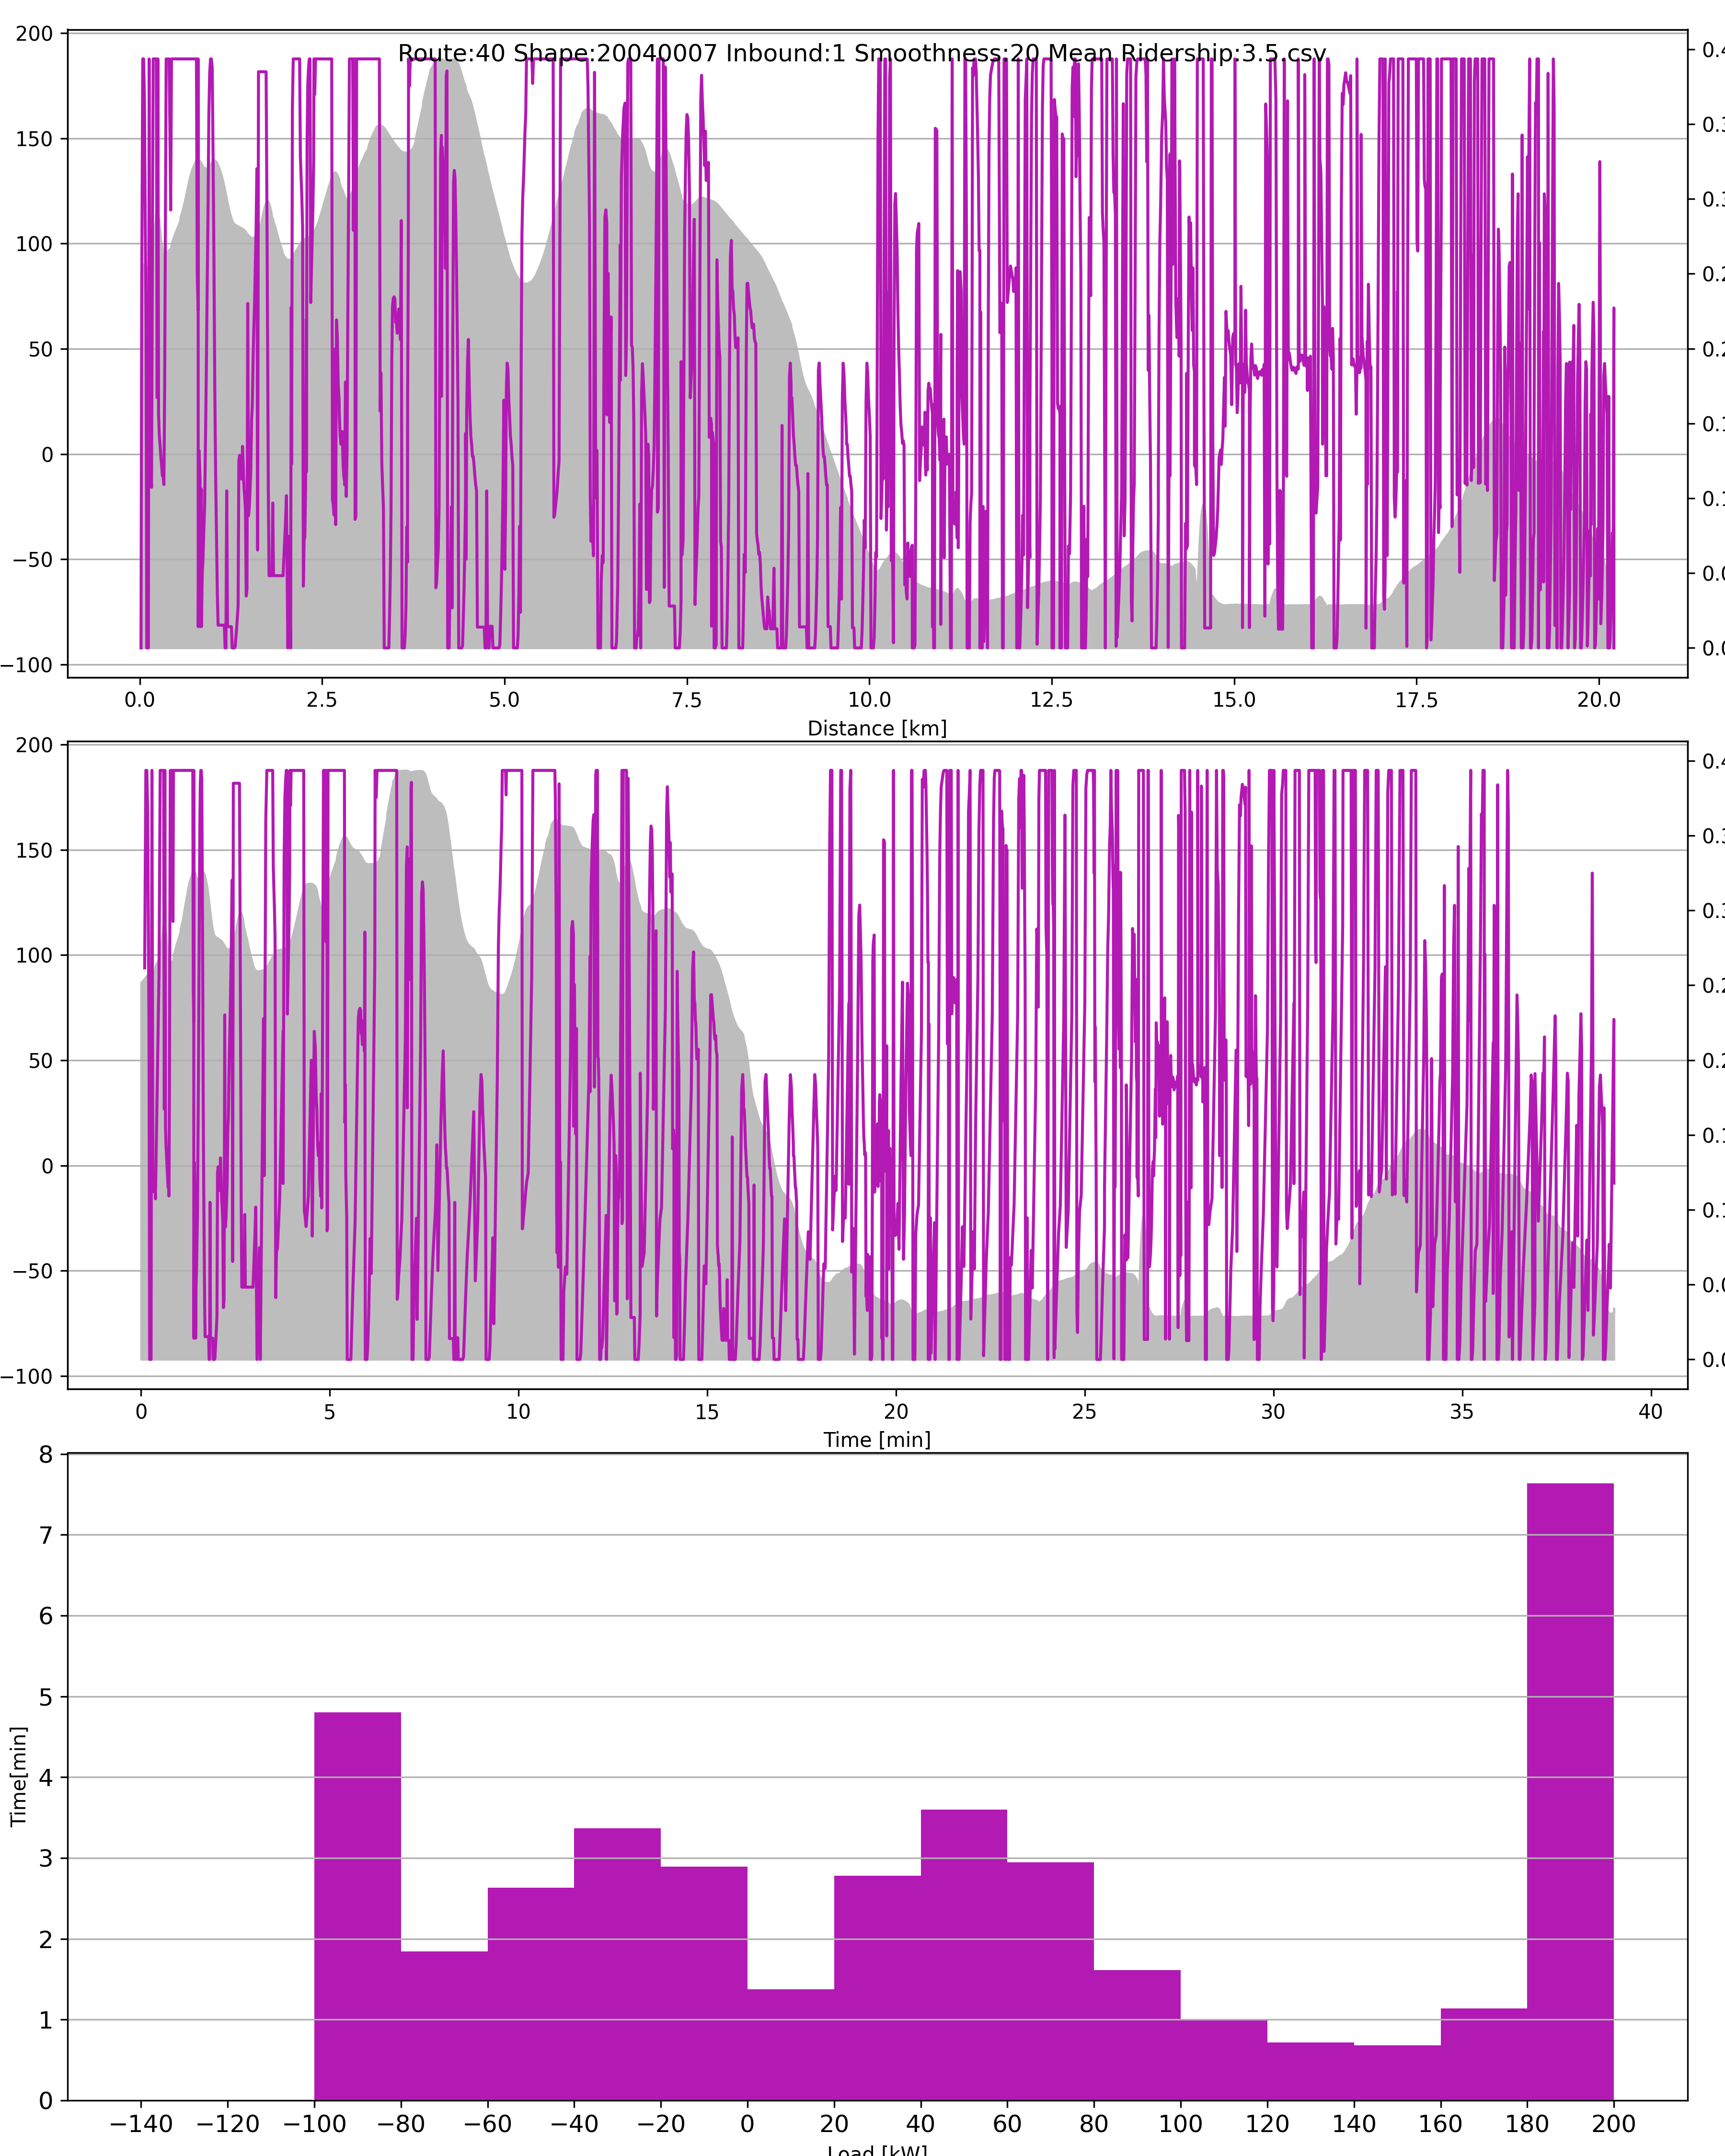 Route:40 Shape:20040007 Inbound:1 Smoothness:20 Mean Ridership:3.5.csv
200
150
100
50
0
−50
−100
0.0 2.5 5.0 7.5 10.0 12.5 15.0 17.5 20.0
Distance [km]
200
150
100
50
0
−50
−100
0 5 10 15 20 25 30 35 40
Time [min]
8
7
6
5
4
3
2
1
0
Time[min]
−140 −120 −100 −80 −60 −40 −20 0 20 40 60 80 100 120 140 160 180 200
Load [kW]